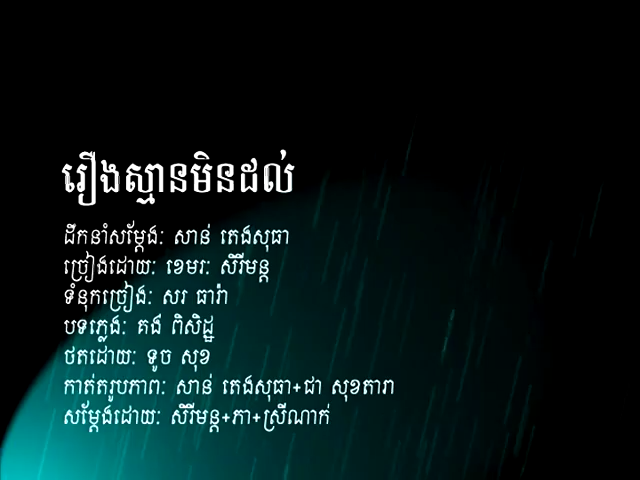 រឿងស្មានមិនដល់
ដឹកនាំសម្ដែង: សាន់ តេងសុធា
ច្រៀងដោយ: ខេមរៈ សិរីមន្ត
ទំនុកច្រៀង: សរ ធារ៉ា
បទភ្លេង: គង់ ពិសិដ្ឋ
ថតដោយ: ទូច សុខ
កាត់តរូបភាព: សាន់ តេងសុធា+ជា សុខតារា
សម្ដែងដោយ: សិរីមន្ត+ភា+ស្រីណាក់